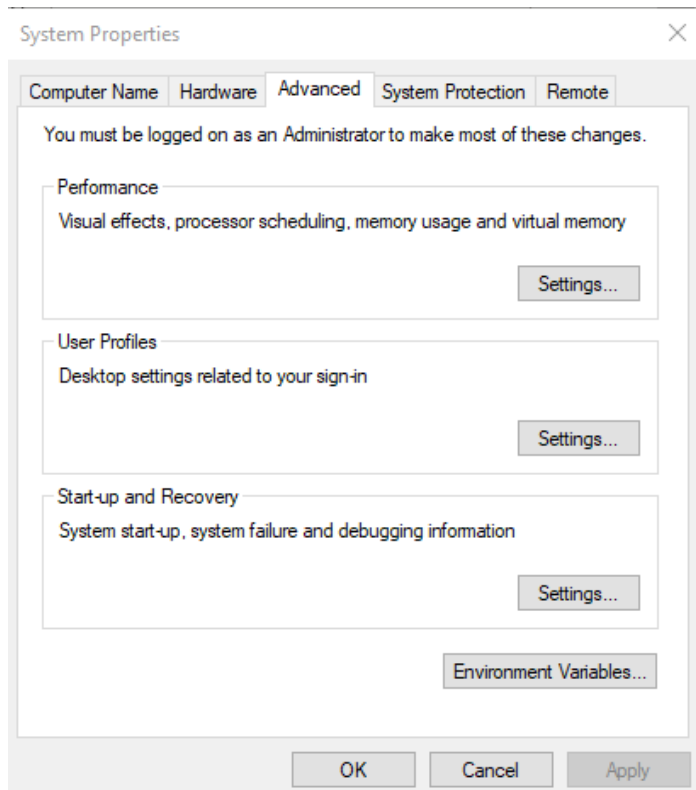 System Properties
Computer Name Hardware Advanced System Protection Remote
You must be logged on as an Administrator to make most of these changes.
Performance
Visual effects, processor scheduling, memory usage and virtual memory
Settings...
User Profiles
Desktop settings related to your sign-in
Settings...
Start-up and Recovery
System start-up, system failure and debugging information
Settings...
Environment Variables...
OK Cancel Apply